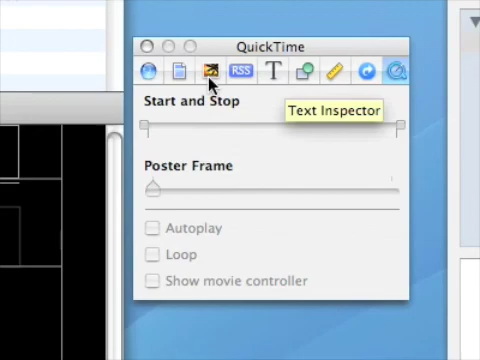 QuickTime
RSS
T
Start and Stop
Text Inspector
Poster Frame
Autoplay
Loop
Show movie controller